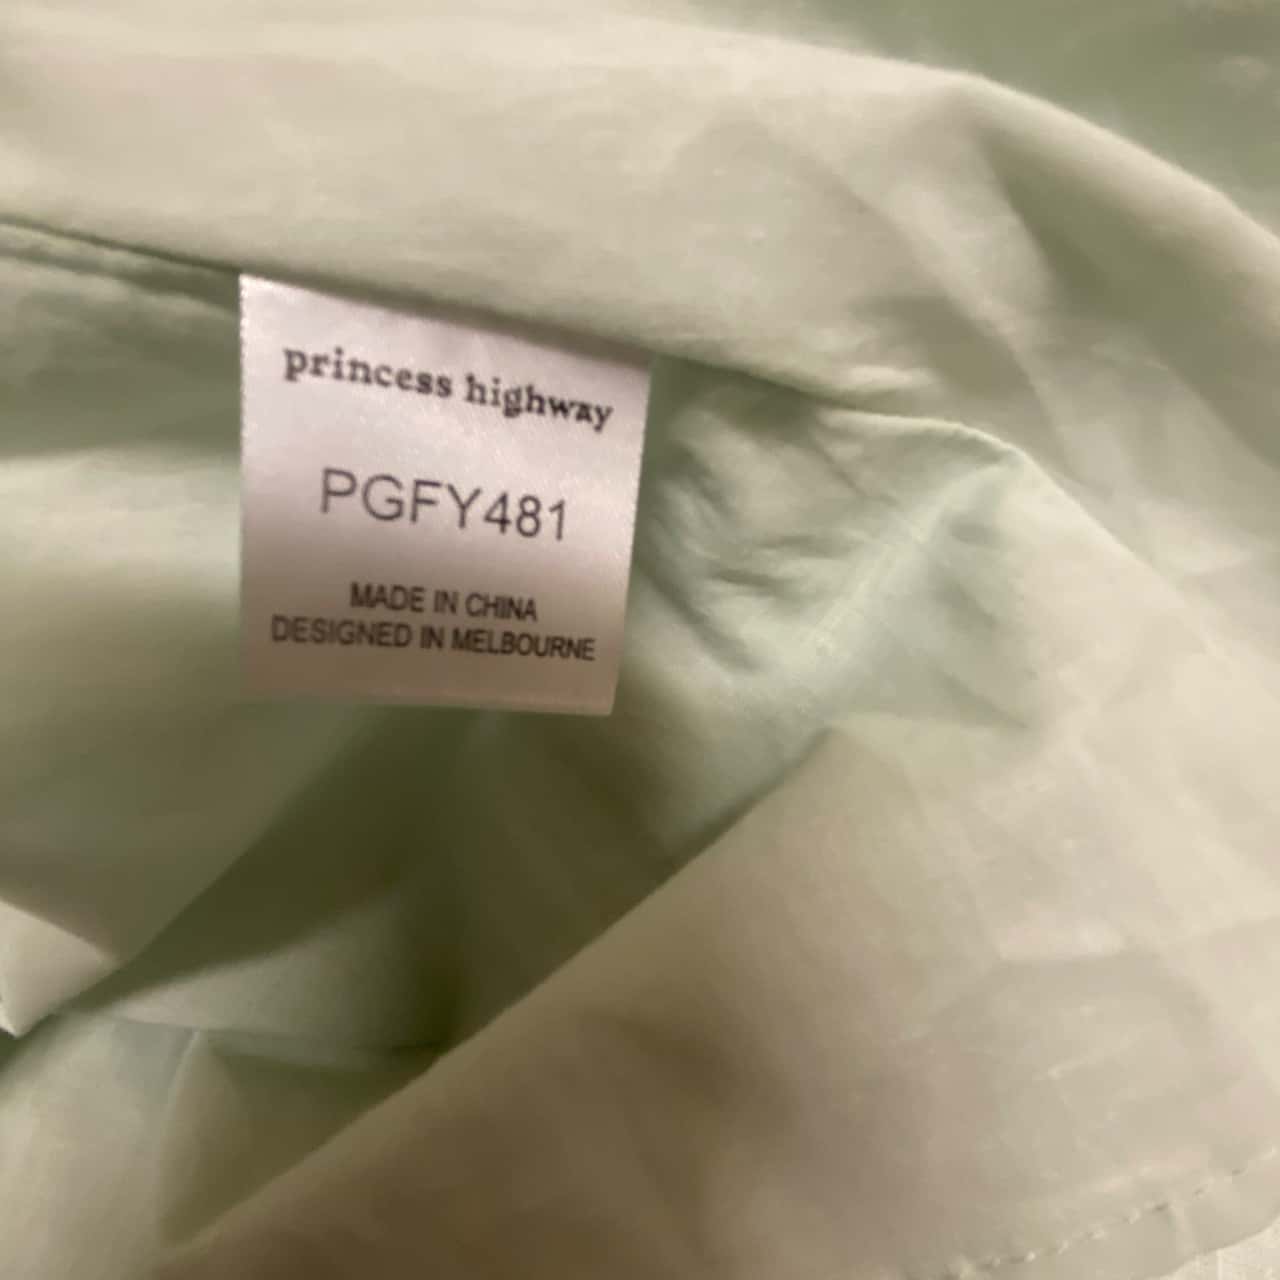 princess highway
PGFY481
MADE IN CHINA
DESIGNED IN MELBOURNE